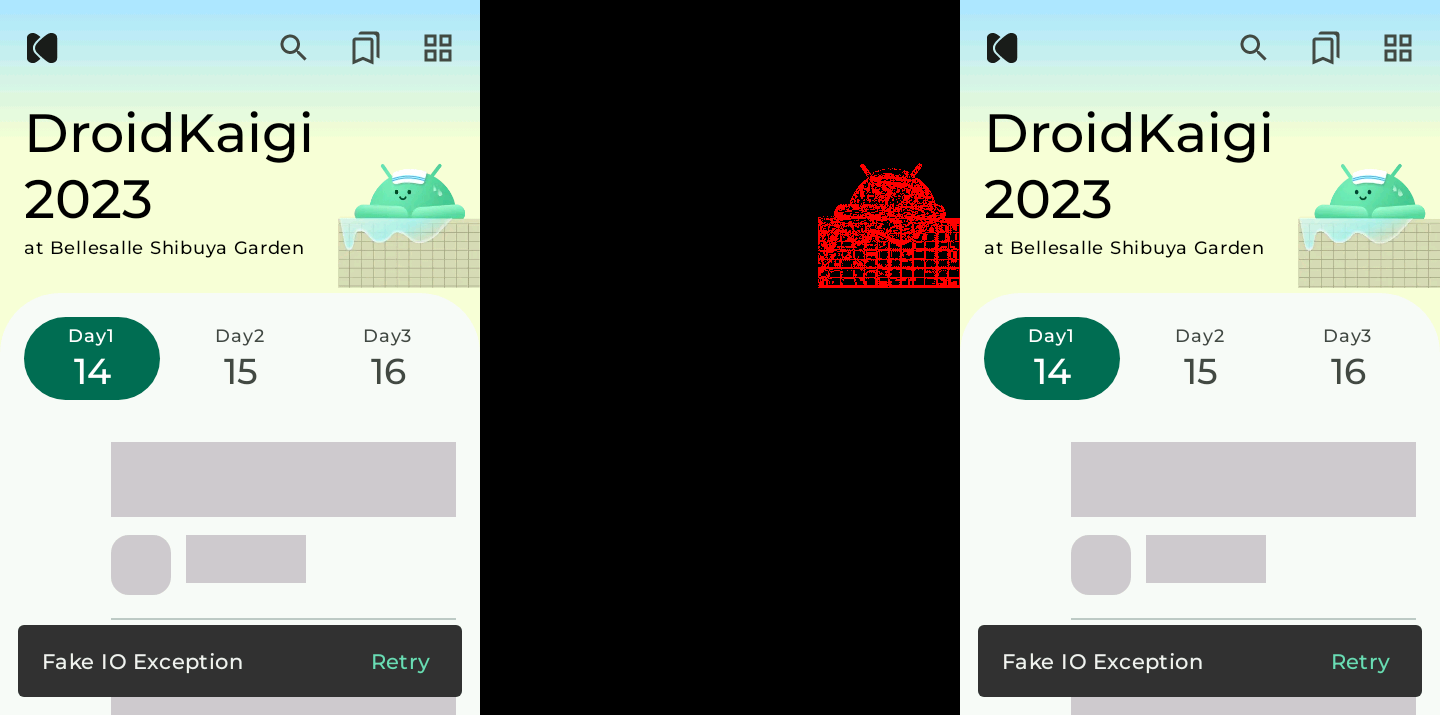 DroidKaigi
2023
at Bellesalle Shibuya Garden
Day1 Day2 Day3
14 15 16
Fake IO Exception Retry
DroidKaigi
2023
at Bellesalle Shibuya Garden
Day1 Day2 Day3
14 15 16
Fake IO Exception Retry